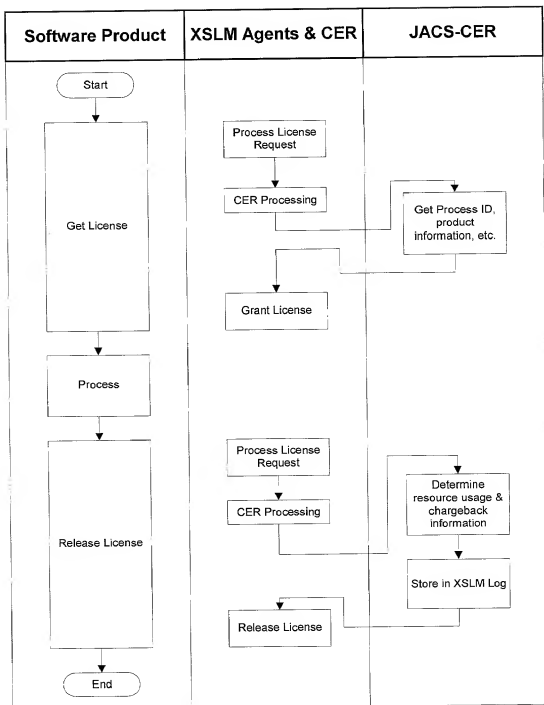 Software Product
XSLM Agents & CER
JACS-CER
Start
Get License
Process
Release License
End
Process License
Request
CER Processing
Grant License
Process License
Request
CER Processing
Release License
Get Process ID,
product
information, etc.
Determine
resource usage &
chargeback
information
Store in XSLM Log